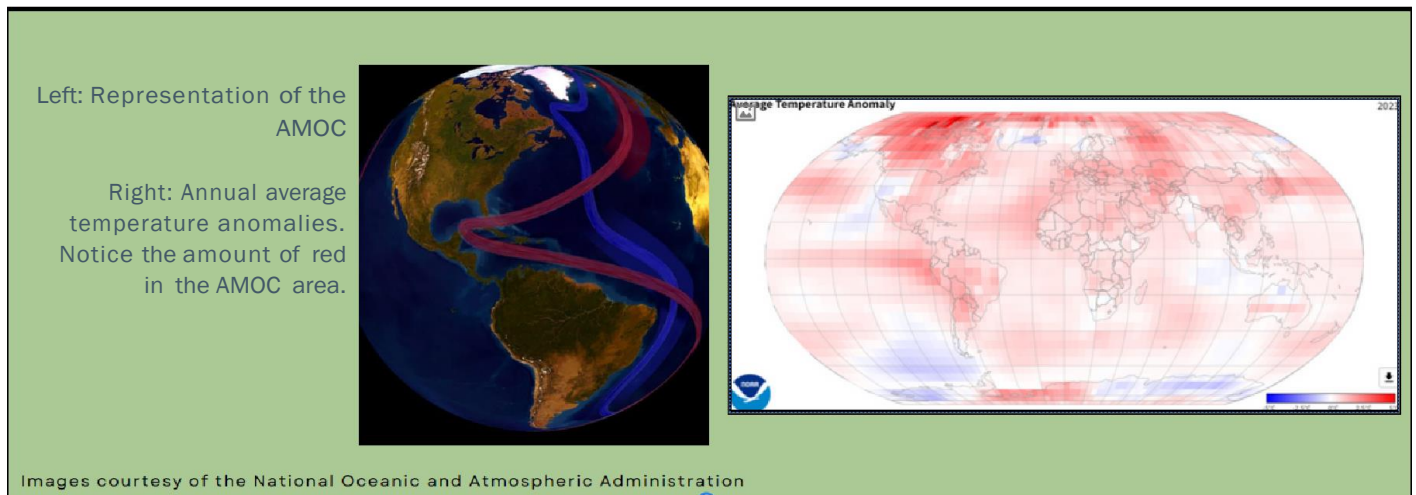 Left: Representation of the
AMOC
Right: Annual average
temperature anomalies.
Notice the amount of red
in the AMOC area.
Average Temperature Anomaly
2023
NOAA
Images courtesy of the National Oceanic and Atmospheric Administration